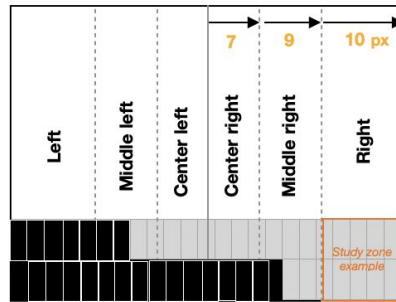 7 9 10 px
Left
Middle left
Center left
Center right
Middle right
Right
Study zone
example